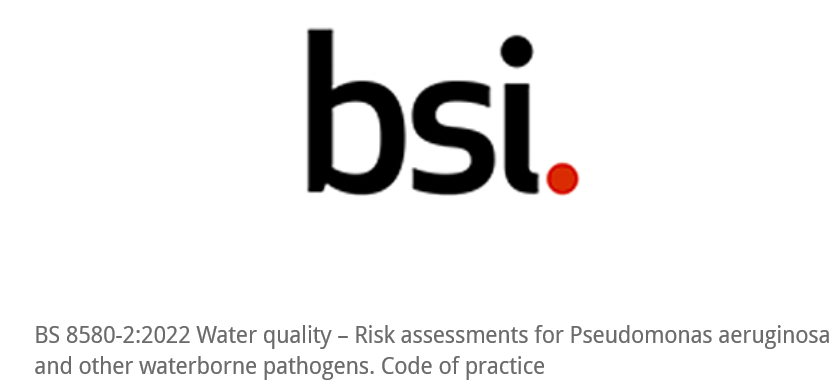 bsi.
BS 8580-2:2022 Water quality – Risk assessments for Pseudomonas aeruginosa
and other waterborne pathogens. Code of practice